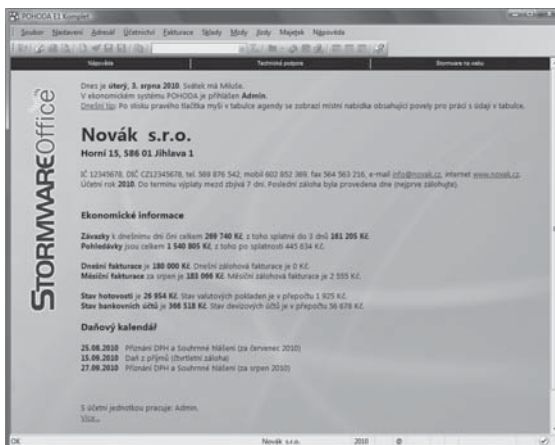 POHODA E1 Komplet
Soubor Nastavení Adresář Účetnictví Fakturace Sklady Mzdy Jízdy Majetek Nápověda
Nápověda Technická podpora Stormware na webu
STORMWARE Office
Dnes je úterý, 3. srpna 2010. Svátek má Miluše.
V ekonomickém systému POHODA je přihlášen Admin.
Dnešní tip: Po stisku pravého tlačítka myši v tabulce agendy se zobrazí místní nabídka obsahující povely pro práci s údaji v tabulce.
Novák s.r.o.
Horní 15, 586 01 Jihlava 1
IČ 12345678, DIČ CZ12345678, tel. 569 876 542, mobil 602 852 369, fax 564 563 216, e-mail info@novak.cz, internet www.novak.cz.
Účetní rok 2010. Do termínu výplaty mezd zbývá 7 dní. Poslední záloha byla provedena dne (nejprve zálohujte).
Ekonomické informace
Závazky k dnešnímu dni činí celkem 269 740 Kč, z toho splatné do 3 dnů 161 205 Kč.
Pohledávky jsou celkem 1 540 805 Kč, z toho po splatnosti 445 634 Kč.
Dnešní fakturace je 180 000 Kč. Dnešní zálohová fakturace je 0 Kč.
Měsíční fakturace za srpen je 183 066 Kč. Měsíční zálohová fakturace je 2 555 Kč.
Stav hotovosti je 26 954 Kč. Stav valutových pokladen je v přepočtu 1 925 Kč.
Stav bankovních účtů je 366 518 Kč. Stav devizových účtů je v přepočtu 56 678 Kč.
Daňový kalendář
25.08.2010 Přiznání DPH a Souhrnné hlášení (za červenec 2010)
15.09.2010 Daň z příjmů (čtvrtletní záloha)
27.09.2010 Přiznání DPH a Souhrnné hlášení (za srpen 2010)
S účetní jednotkou pracuje: Admin,
Více...
OK Novák s.r.o. 2010 @